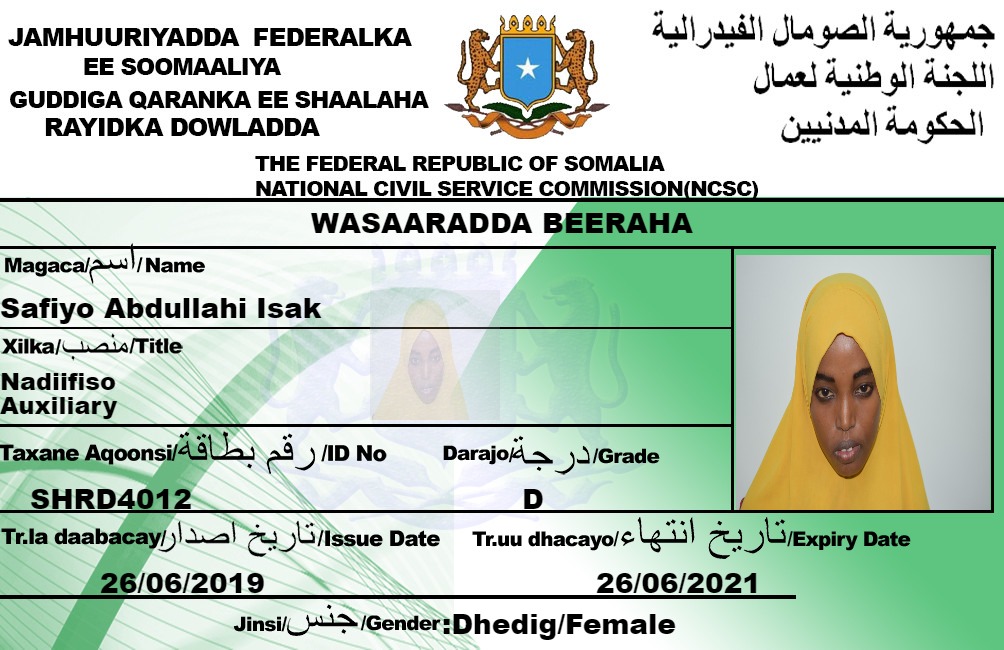 JAMHUURIYADDA FEDERALKA
EE SOOMAALIYA
GUDDIGA QARANKA EE SHAALAHA
RAYIDKA DOWLADDA
جمهورية الصومال الفيدرالية
اللجنة الوطنية لعمال
الحكومة المدنيين
THE FEDERAL REPUBLIC OF SOMALIA
NATIONAL CIVIL SERVICE COMMISSION(NCSC)
WASAARADDA BEERAHA
Magaca/اسم/Name
Safiyo Abdullahi Isak
Xilka/منصب/Title
Nadiifiso
Auxiliary
Taxane Aqoonsi/رقم بطاقة/ID No Darajo/درجة/Grade
SHRD4012 D
Tr.la daabacay/تاريخ اصدار/Issue Date Tr.uu dhacayo/تاريخ انتهاء/Expiry Date
26/06/2019 26/06/2021
Jinsi/جنس/Gender:Dhedig/Female